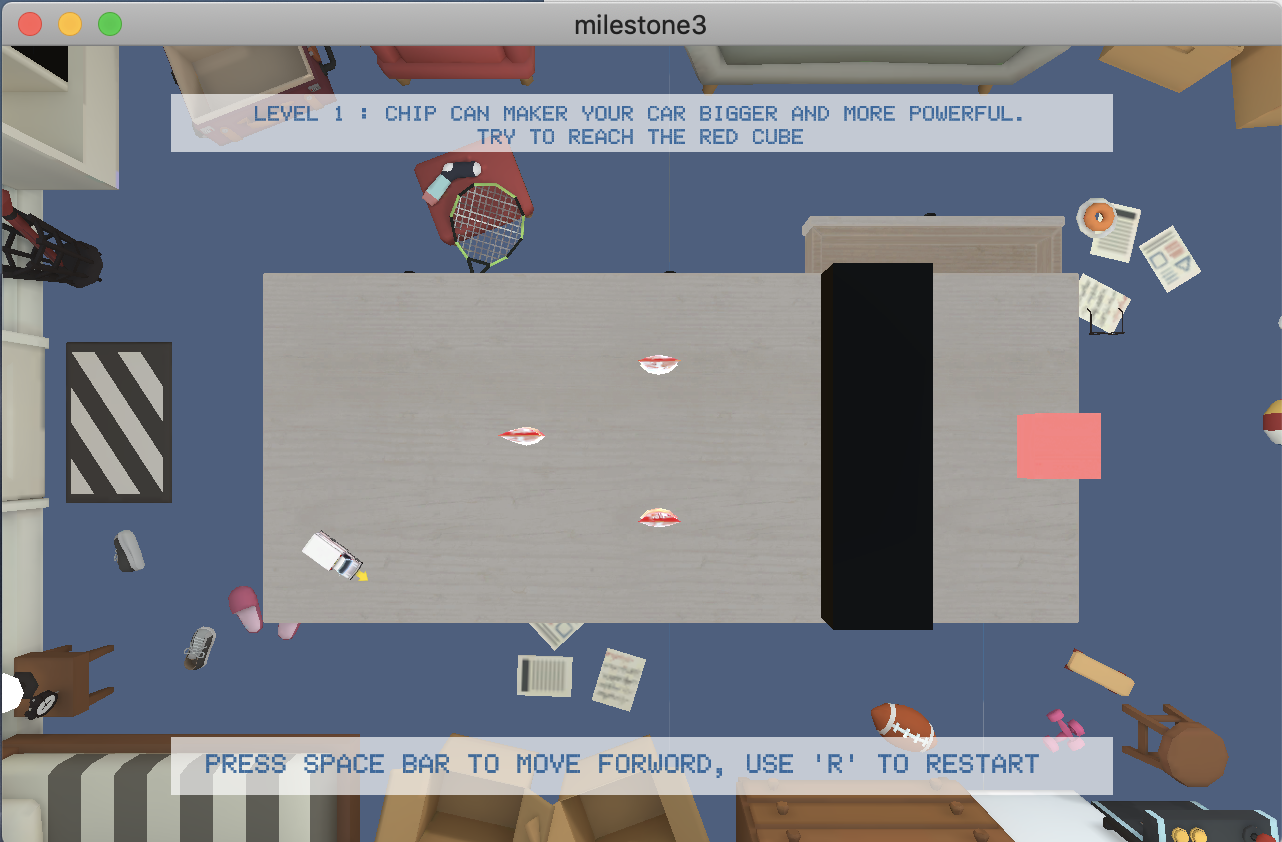 milestone3
LEVEL 1 : CHIP CAN MAKER YOUR CAR BIGGER AND MORE POWERFUL.
TRY TO REACH THE RED CUBE
PRESS SPACE BAR TO MOVE FORWORD, USE 'R' TO RESTART